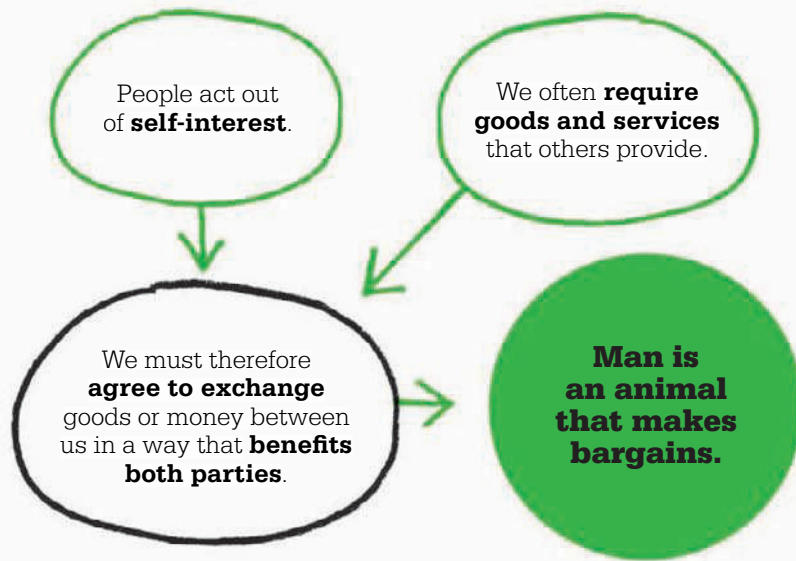 People act out
of self-interest.
We often require
goods and services
that others provide.
We must therefore
agree to exchange
goods or money between
us in a way that benefits
both parties.
Man is
an animal
that makes
bargains.